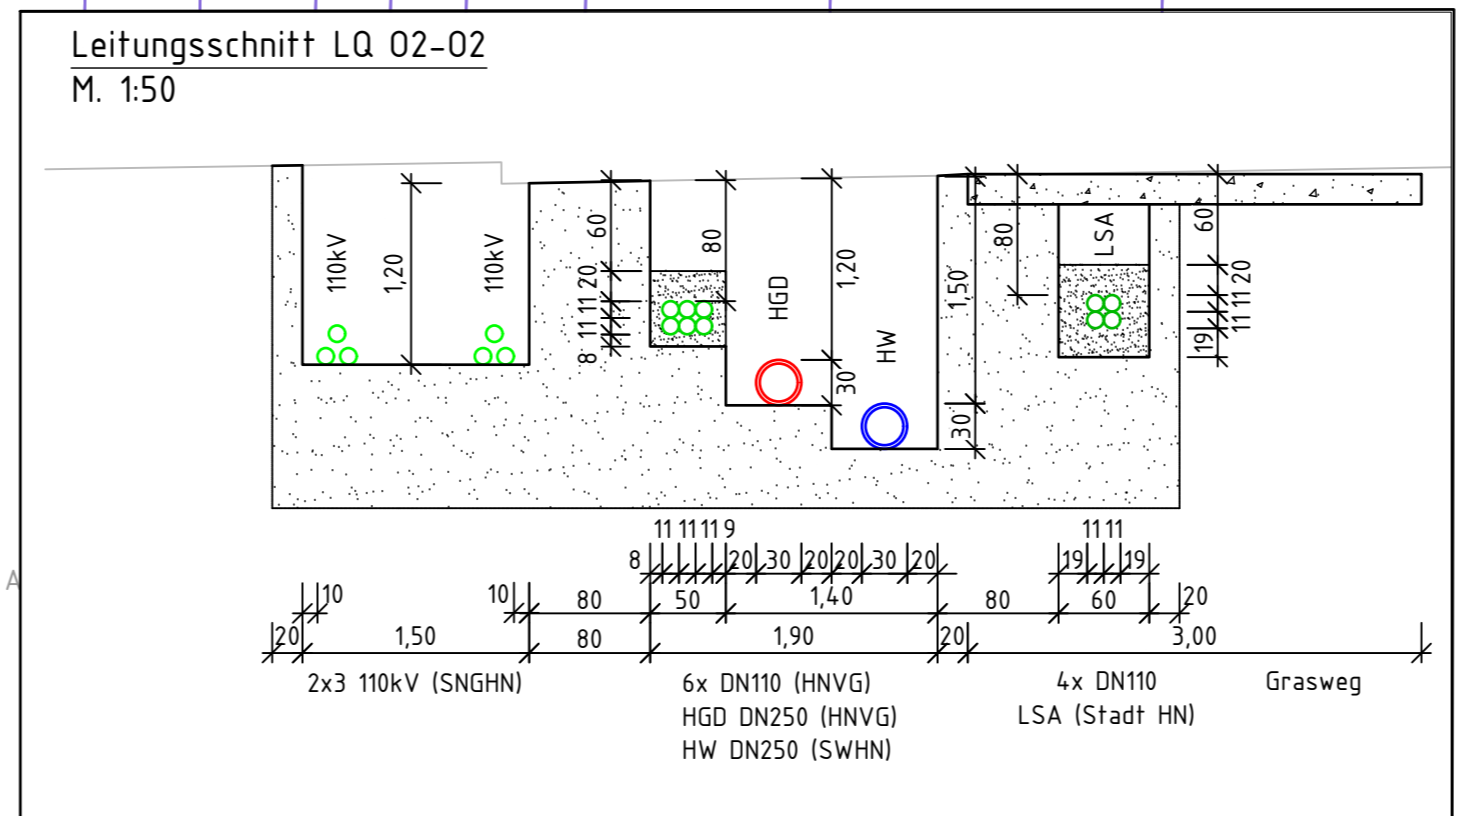 Leitungsschnitt LQ 02-02
M. 1:50
110kV
1,20
110kV
60
20
11
11
8
80
HGD
1,20
30
HW
1,50
30
80
LSA
60
20
11
11
19
A
11 11 11 9
11 11
8
20
30
20
20
30
20
19
19
10
10
80
50
1,40
80
60
20
20
1,50
80
1,90
20
3,00
2x3 110kV (SNGHN)
6x DN110 (HNVG)
4x DN110
Grasweg
HGD DN250 (HNVG)
LSA (Stadt HN)
HW DN250 (SWHN)